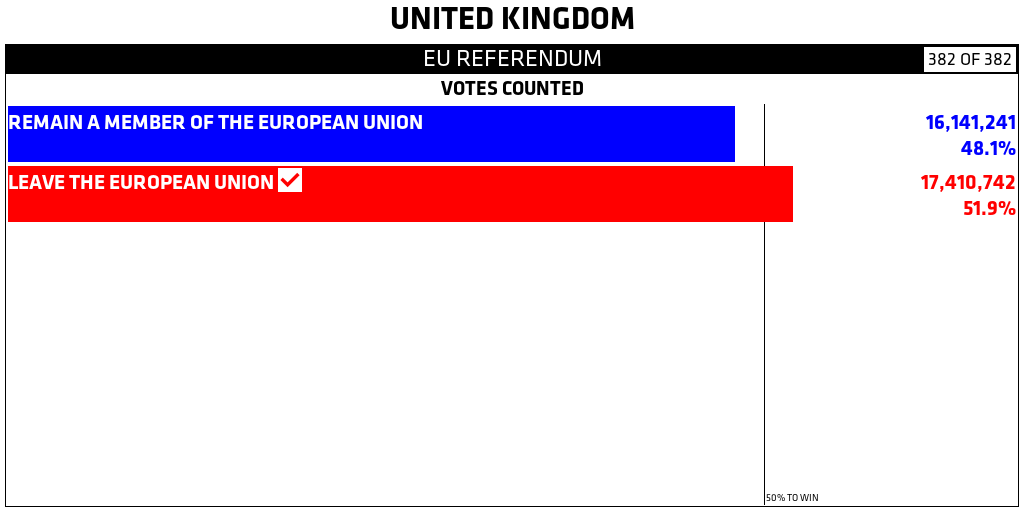 UNITED KINGDOM
EU REFERENDUM
382 OF 382
VOTES COUNTED
REMAIN A MEMBER OF THE EUROPEAN UNION
16,141,241
48.1%
LEAVE THE EUROPEAN UNION
17,410,742
51.9%
50% TO WIN